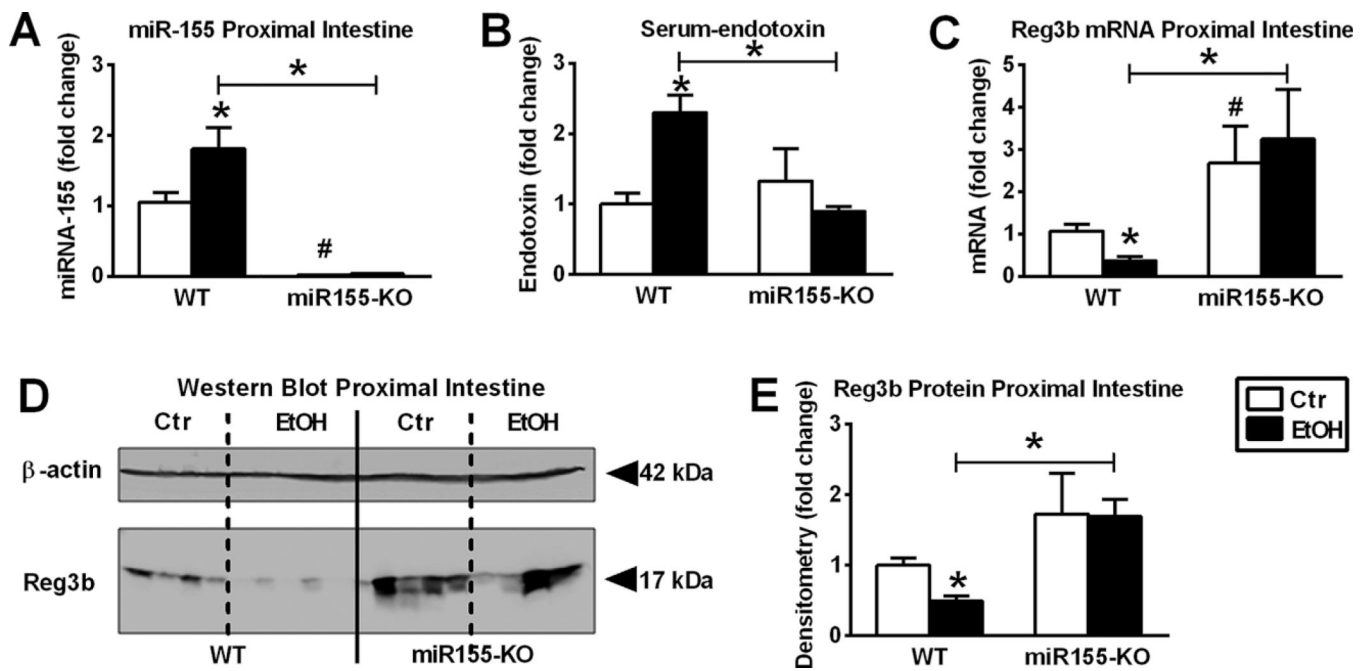 A
miR-155 Proximal Intestine
miRNA-155 (fold change)
3
2
1
0
*
*
#
WT
miR155-KO
B
Serum-endotoxin
Endotoxin (fold change)
3
2
1
0
*
*
WT
miR155-KO
C
Reg3b mRNA Proximal Intestine
mRNA (fold change)
5
4
3
2
1
0
*
#
*
WT
miR155-KO
D
Western Blot Proximal Intestine
Ctr EtOH Ctr EtOH
β-actin 42 kDa
Reg3b 17 kDa
WT miR155-KO
E
Reg3b Protein Proximal Intestine
Densitometry (fold change)
3
2
1
0
*
*
WT
miR155-KO
Ctr
EtOH